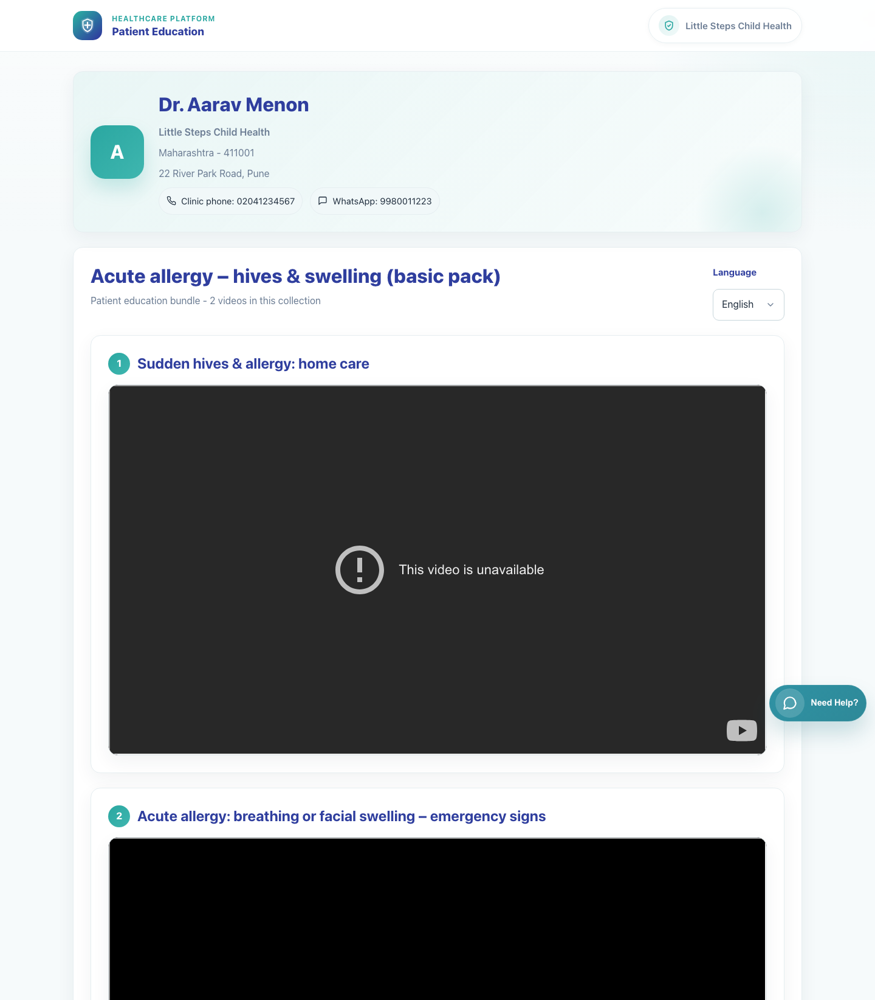 HEALTHCARE PLATFORM
Patient Education
Little Steps Child Health
Dr. Aarav Menon
A
Little Steps Child Health
Maharashtra - 411001
22 River Park Road, Pune
Clinic phone: 02041234567
WhatsApp: 9980011223
Acute allergy – hives & swelling (basic pack)
Patient education bundle - 2 videos in this collection
Language
English
1 Sudden hives & allergy: home care
This video is unavailable
Need Help?
2 Acute allergy: breathing or facial swelling – emergency signs